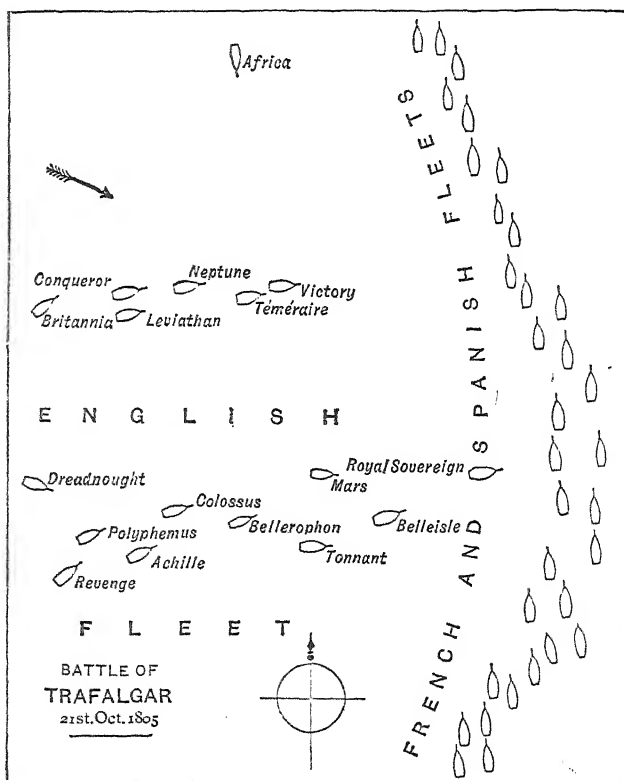 Africa
FRENCH AND SPANISH FLEETS
Neptune
Conqueror
Victory
Téméraire
Britannia
Leviathan
ENGLISH
Royal Sovereign
Mars
Dreadnought
Colossus
Bellerophon
Belleisle
Polyphemus
Achille
Tonnant
Revenge
FLEET
BATTLE OF
TRAFALGAR
21st. Oct. 1805